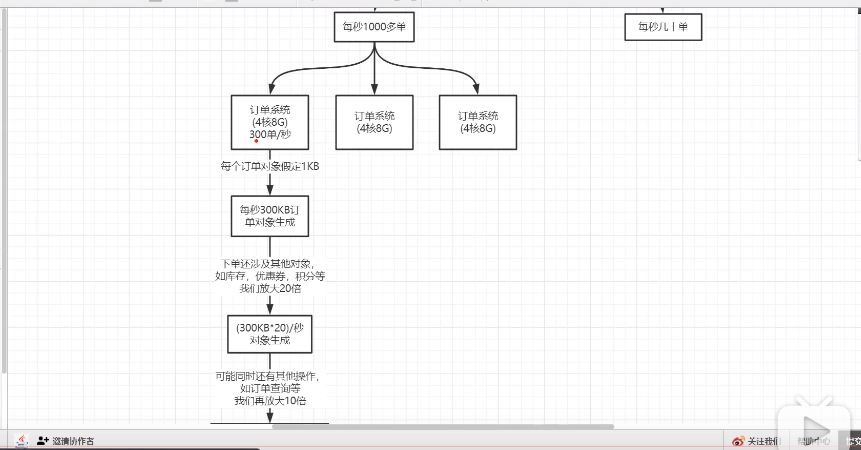 每秒1000多单
每秒几十单
订单系统
(4核8G)
300单/秒
订单系统
(4核8G)
订单系统
(4核8G)
每个订单对象假定1KB
每秒300KB订
单对象生成
下单还涉及其他对象，
如库存，优惠券，积分等
我们放大20倍
(300KB*20)/秒
对象生成
可能同时还有其他操作，
如订单查询等
我们再放大10倍
邀请协作者
关注我们
帮助中心
提交